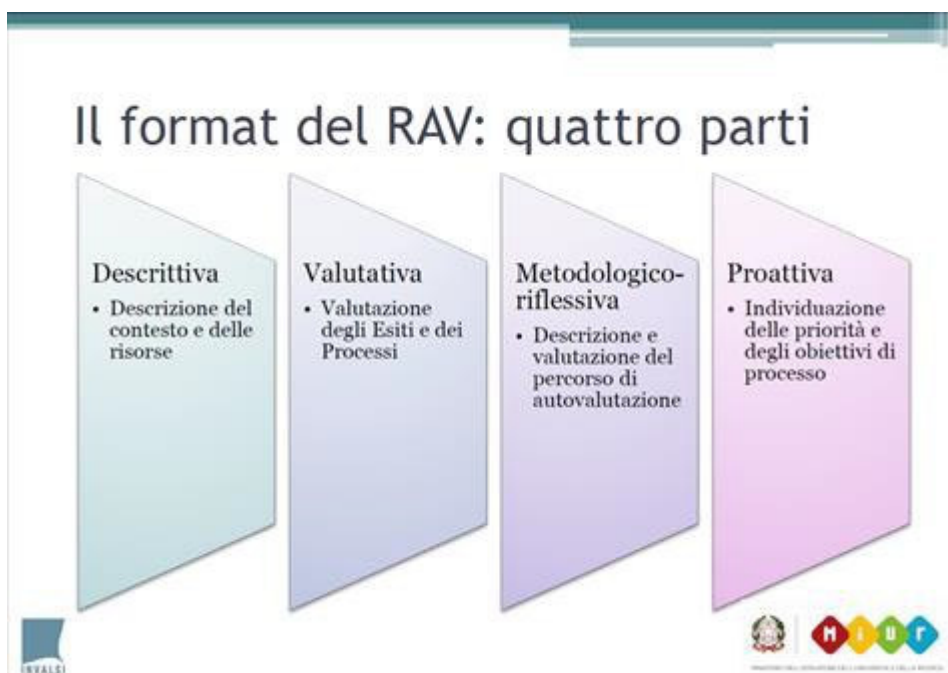 Il format del RAV: quattro parti
Descrittiva
• Descrizione del
contesto e delle
risorse
Valutativa
• Valutazione
degli Esiti e dei
Processi
Metodologico-
riflessiva
• Descrizione e
valutazione del
percorso di
autovalutazione
Proattiva
• Individuazione
delle priorità e
degli obiettivi di
processo
INVALSI
MiUr